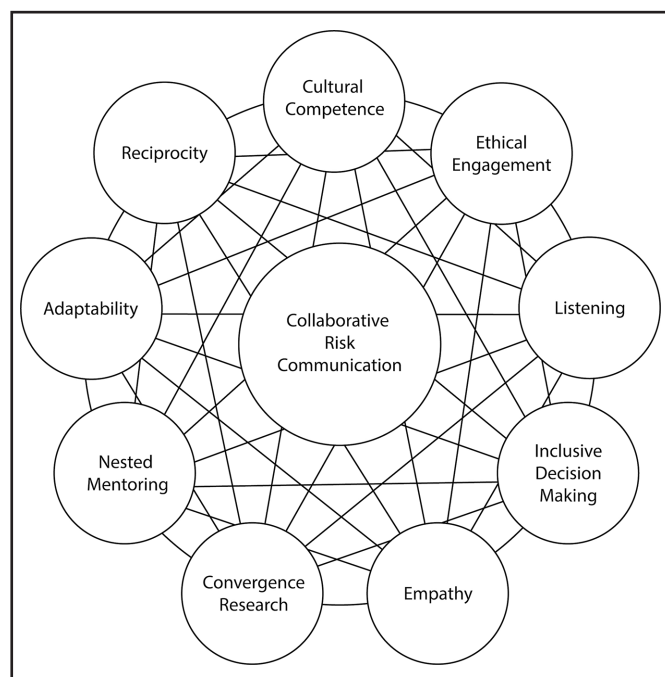 Cultural
Competence
Ethical
Engagement
Reciprocity
Listening
Adaptability
Collaborative
Risk
Communication
Inclusive
Decision
Making
Nested
Mentoring
Convergence
Research
Empathy